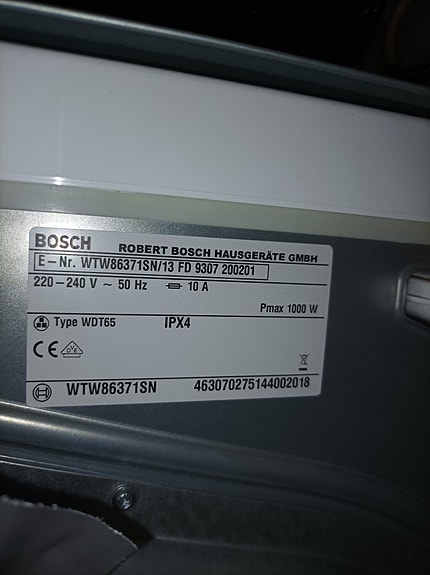 BOSCH ROBERT BOSCH HAUSGERÄTE GMBH
E-Nr. WTW86371SN/13 FD 9307 200201
220-240 V ~ 50 Hz 10 A
Pmax 1000 W
Type WDT65 IPX4
CE
WTW86371SN 463070275144002018